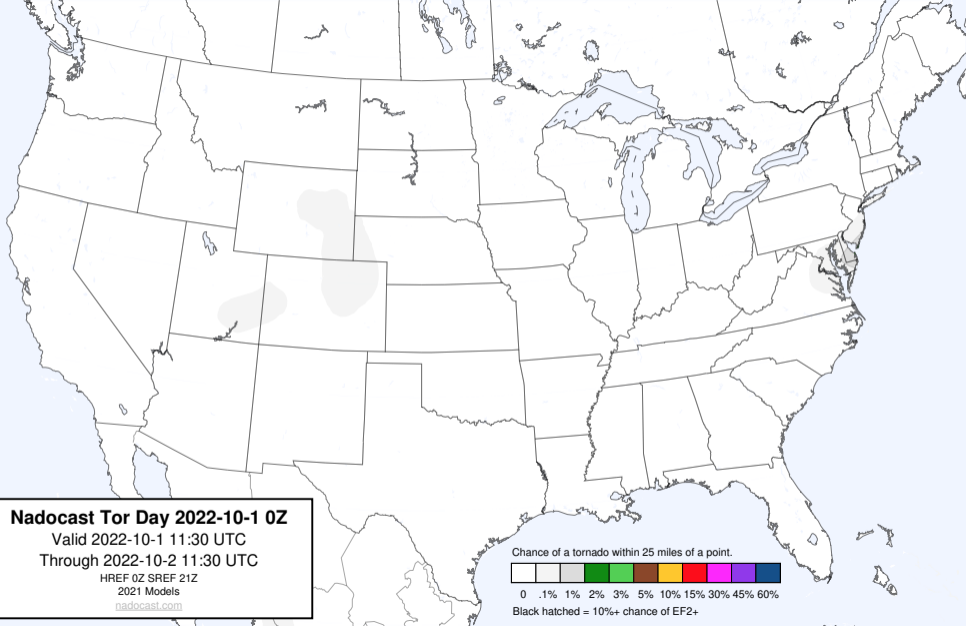 Nadocast Tor Day 2022-10-1 0Z
Valid 2022-10-1 11:30 UTC
Through 2022-10-2 11:30 UTC
HREF 0Z SREF 21Z
2021 Models
nadocast.com
Chance of a tornado within 25 miles of a point.
0 .1% 1% 2% 3% 5% 10% 15% 30% 45% 60%
Black hatched = 10%+ chance of EF2+